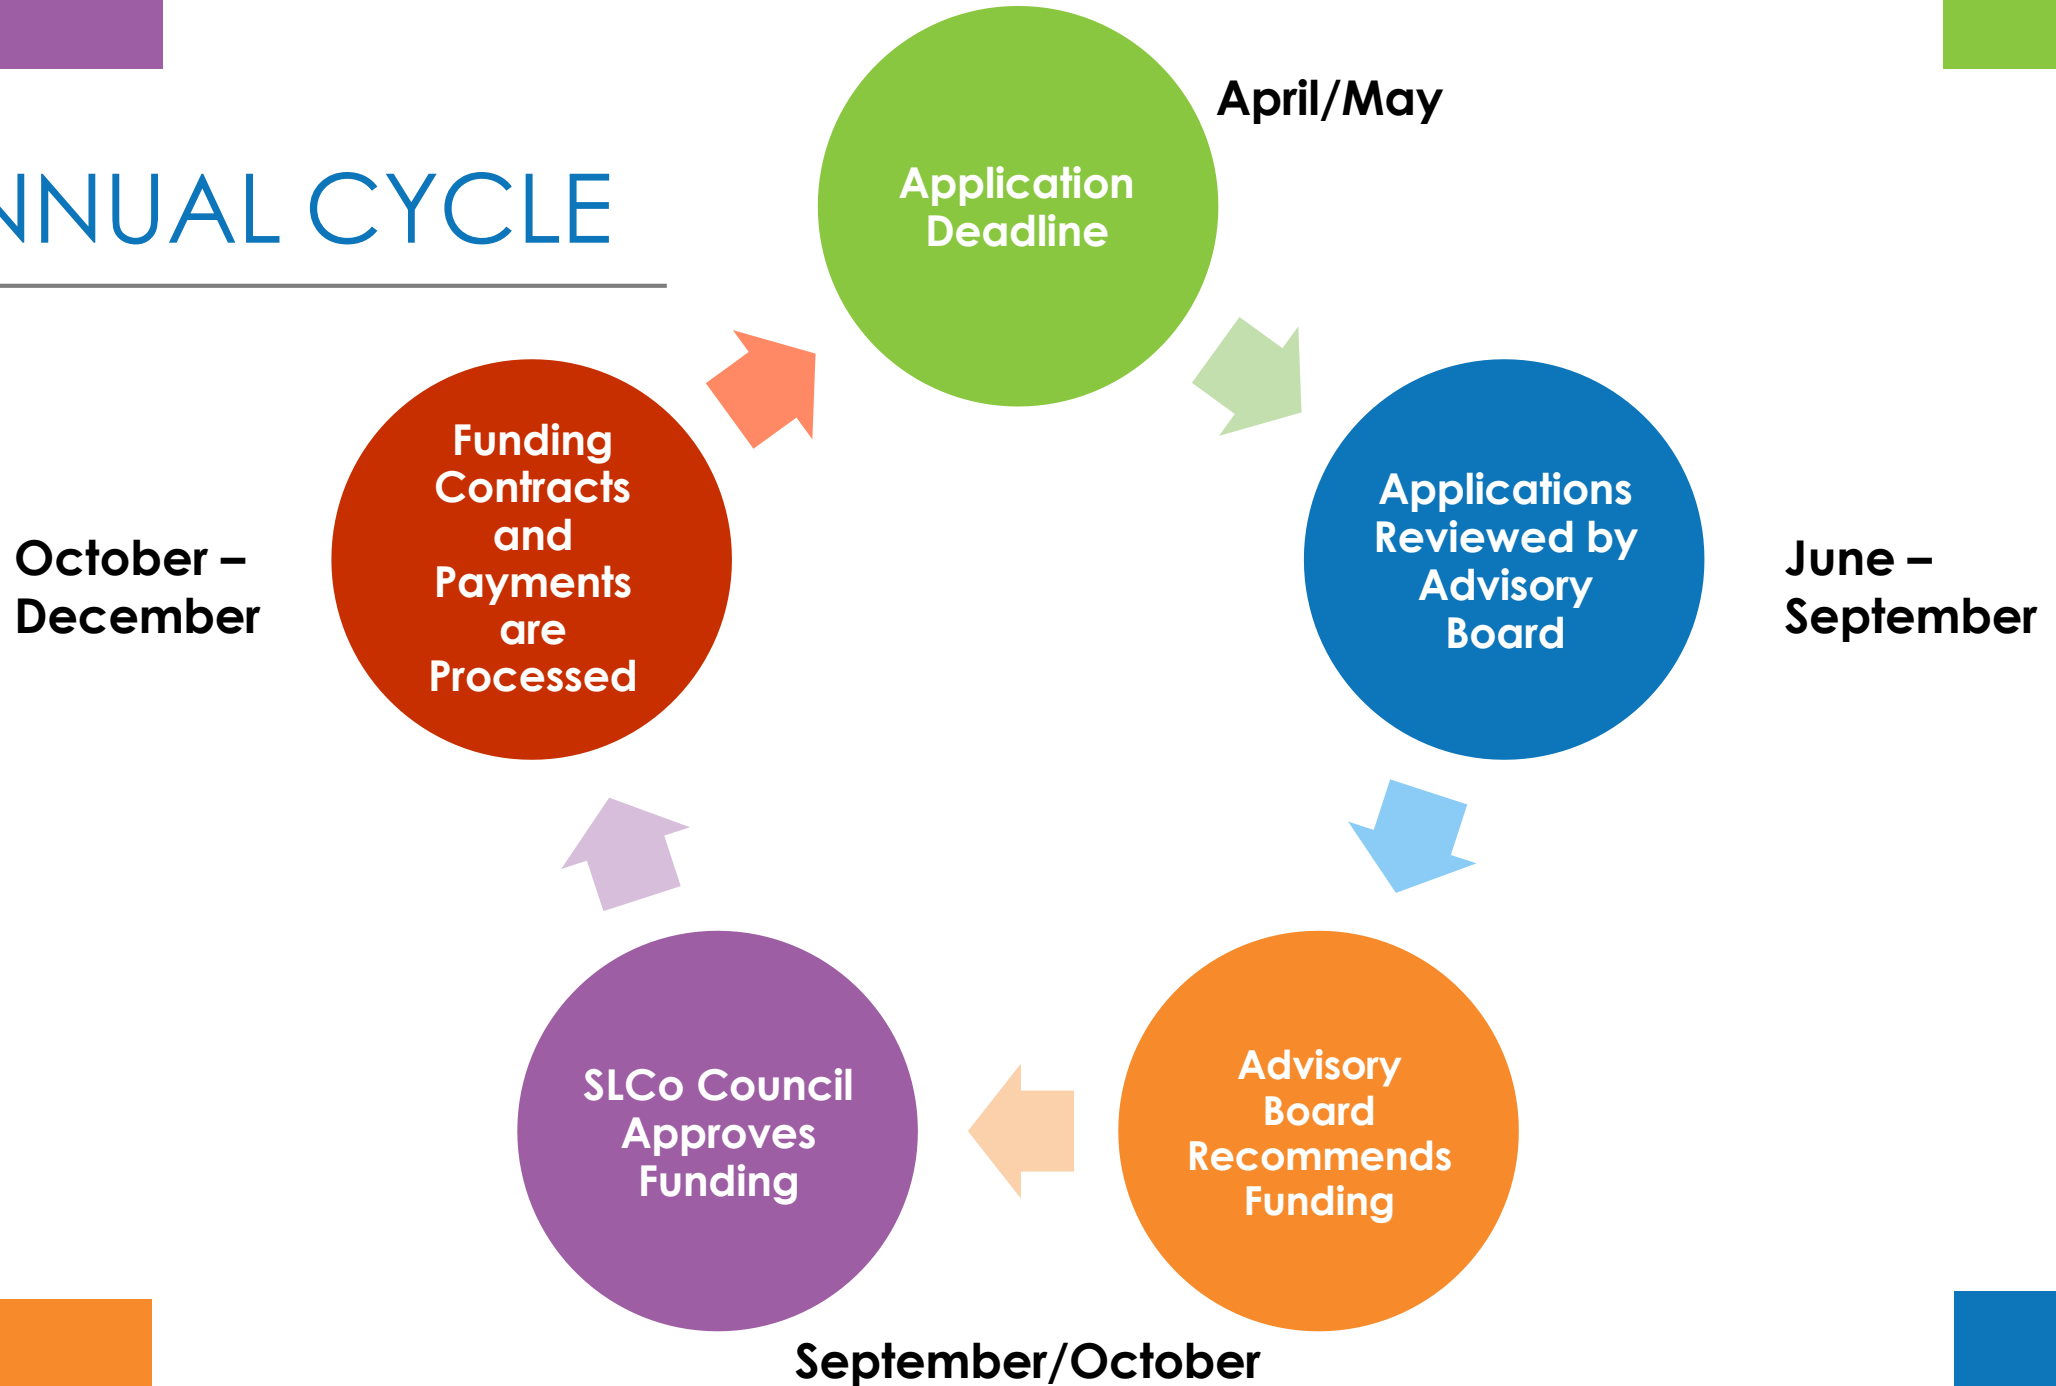 NNUAL CYCLE
April/May
Application
Deadline
Applications
Reviewed by
Advisory
Board
June –
September
Advisory
Board
Recommends
Funding
September/October
SLCo Council
Approves
Funding
Funding
Contracts
and
Payments
are
Processed
October –
December